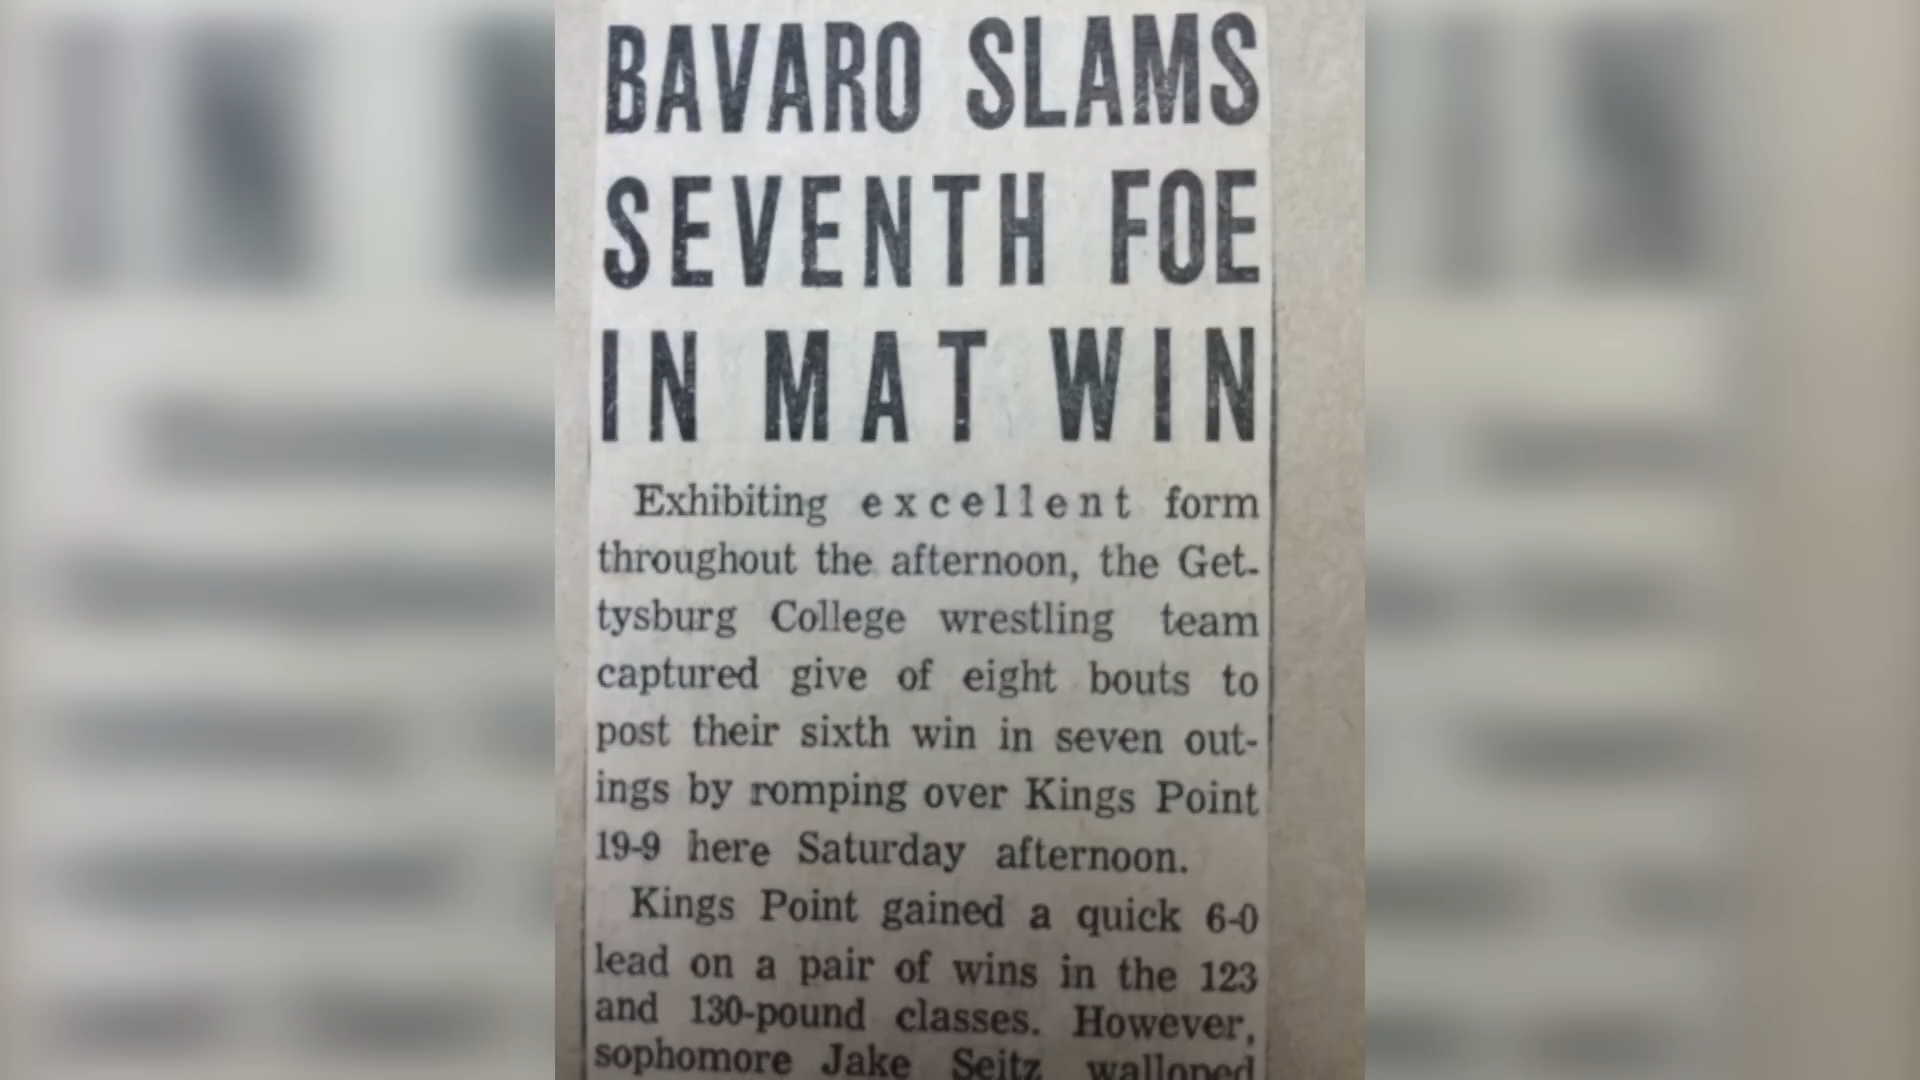 BAVARO SLAMS
SEVENTH FOE
IN MAT WIN
Exhibiting excellent form
throughout the afternoon, the Get-
tysburg College wrestling team
captured give of eight bouts to
post their sixth win in seven out-
ings by romping over Kings Point
19-9 here Saturday afternoon.
Kings Point gained a quick 6-0
lead on a pair of wins in the 123
and 130-pound classes. However,
sophomore Jake Seitz walloped